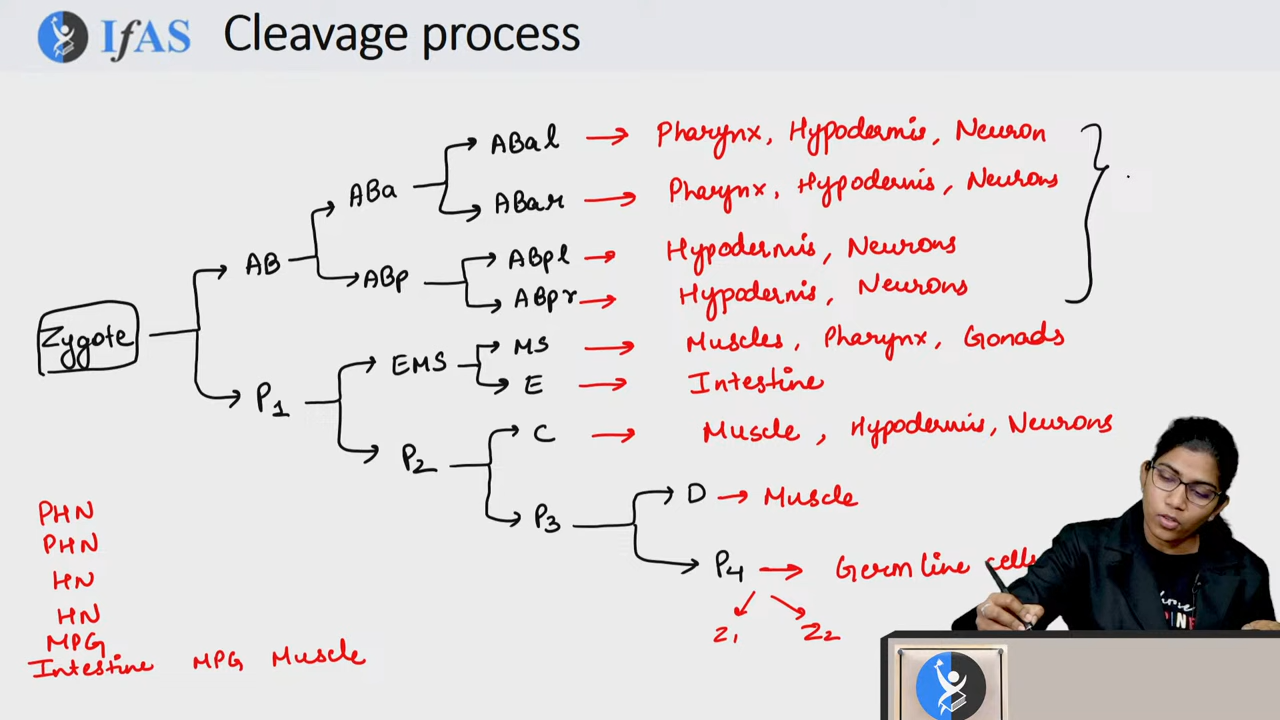 IfAS Cleavage process
ABal → Pharynx, Hypodermis, Neuron
ABa
ABar → Pharynx, Hypodermis, Neurons
AB
ABpl → Hypodermis, Neurons
ABp
ABpr → Hypodermis, Neurons
Zygote
MS → Muscles, Pharynx, Gonads
EMS
E → Intestine
P1
C → Muscle, Hypodermis, Neurons
P2
D → Muscle
P3
P4 → Germ line cells
Z1 Z2
PHN
PHN
HN
HN
MPG
Intestine MPG Muscle